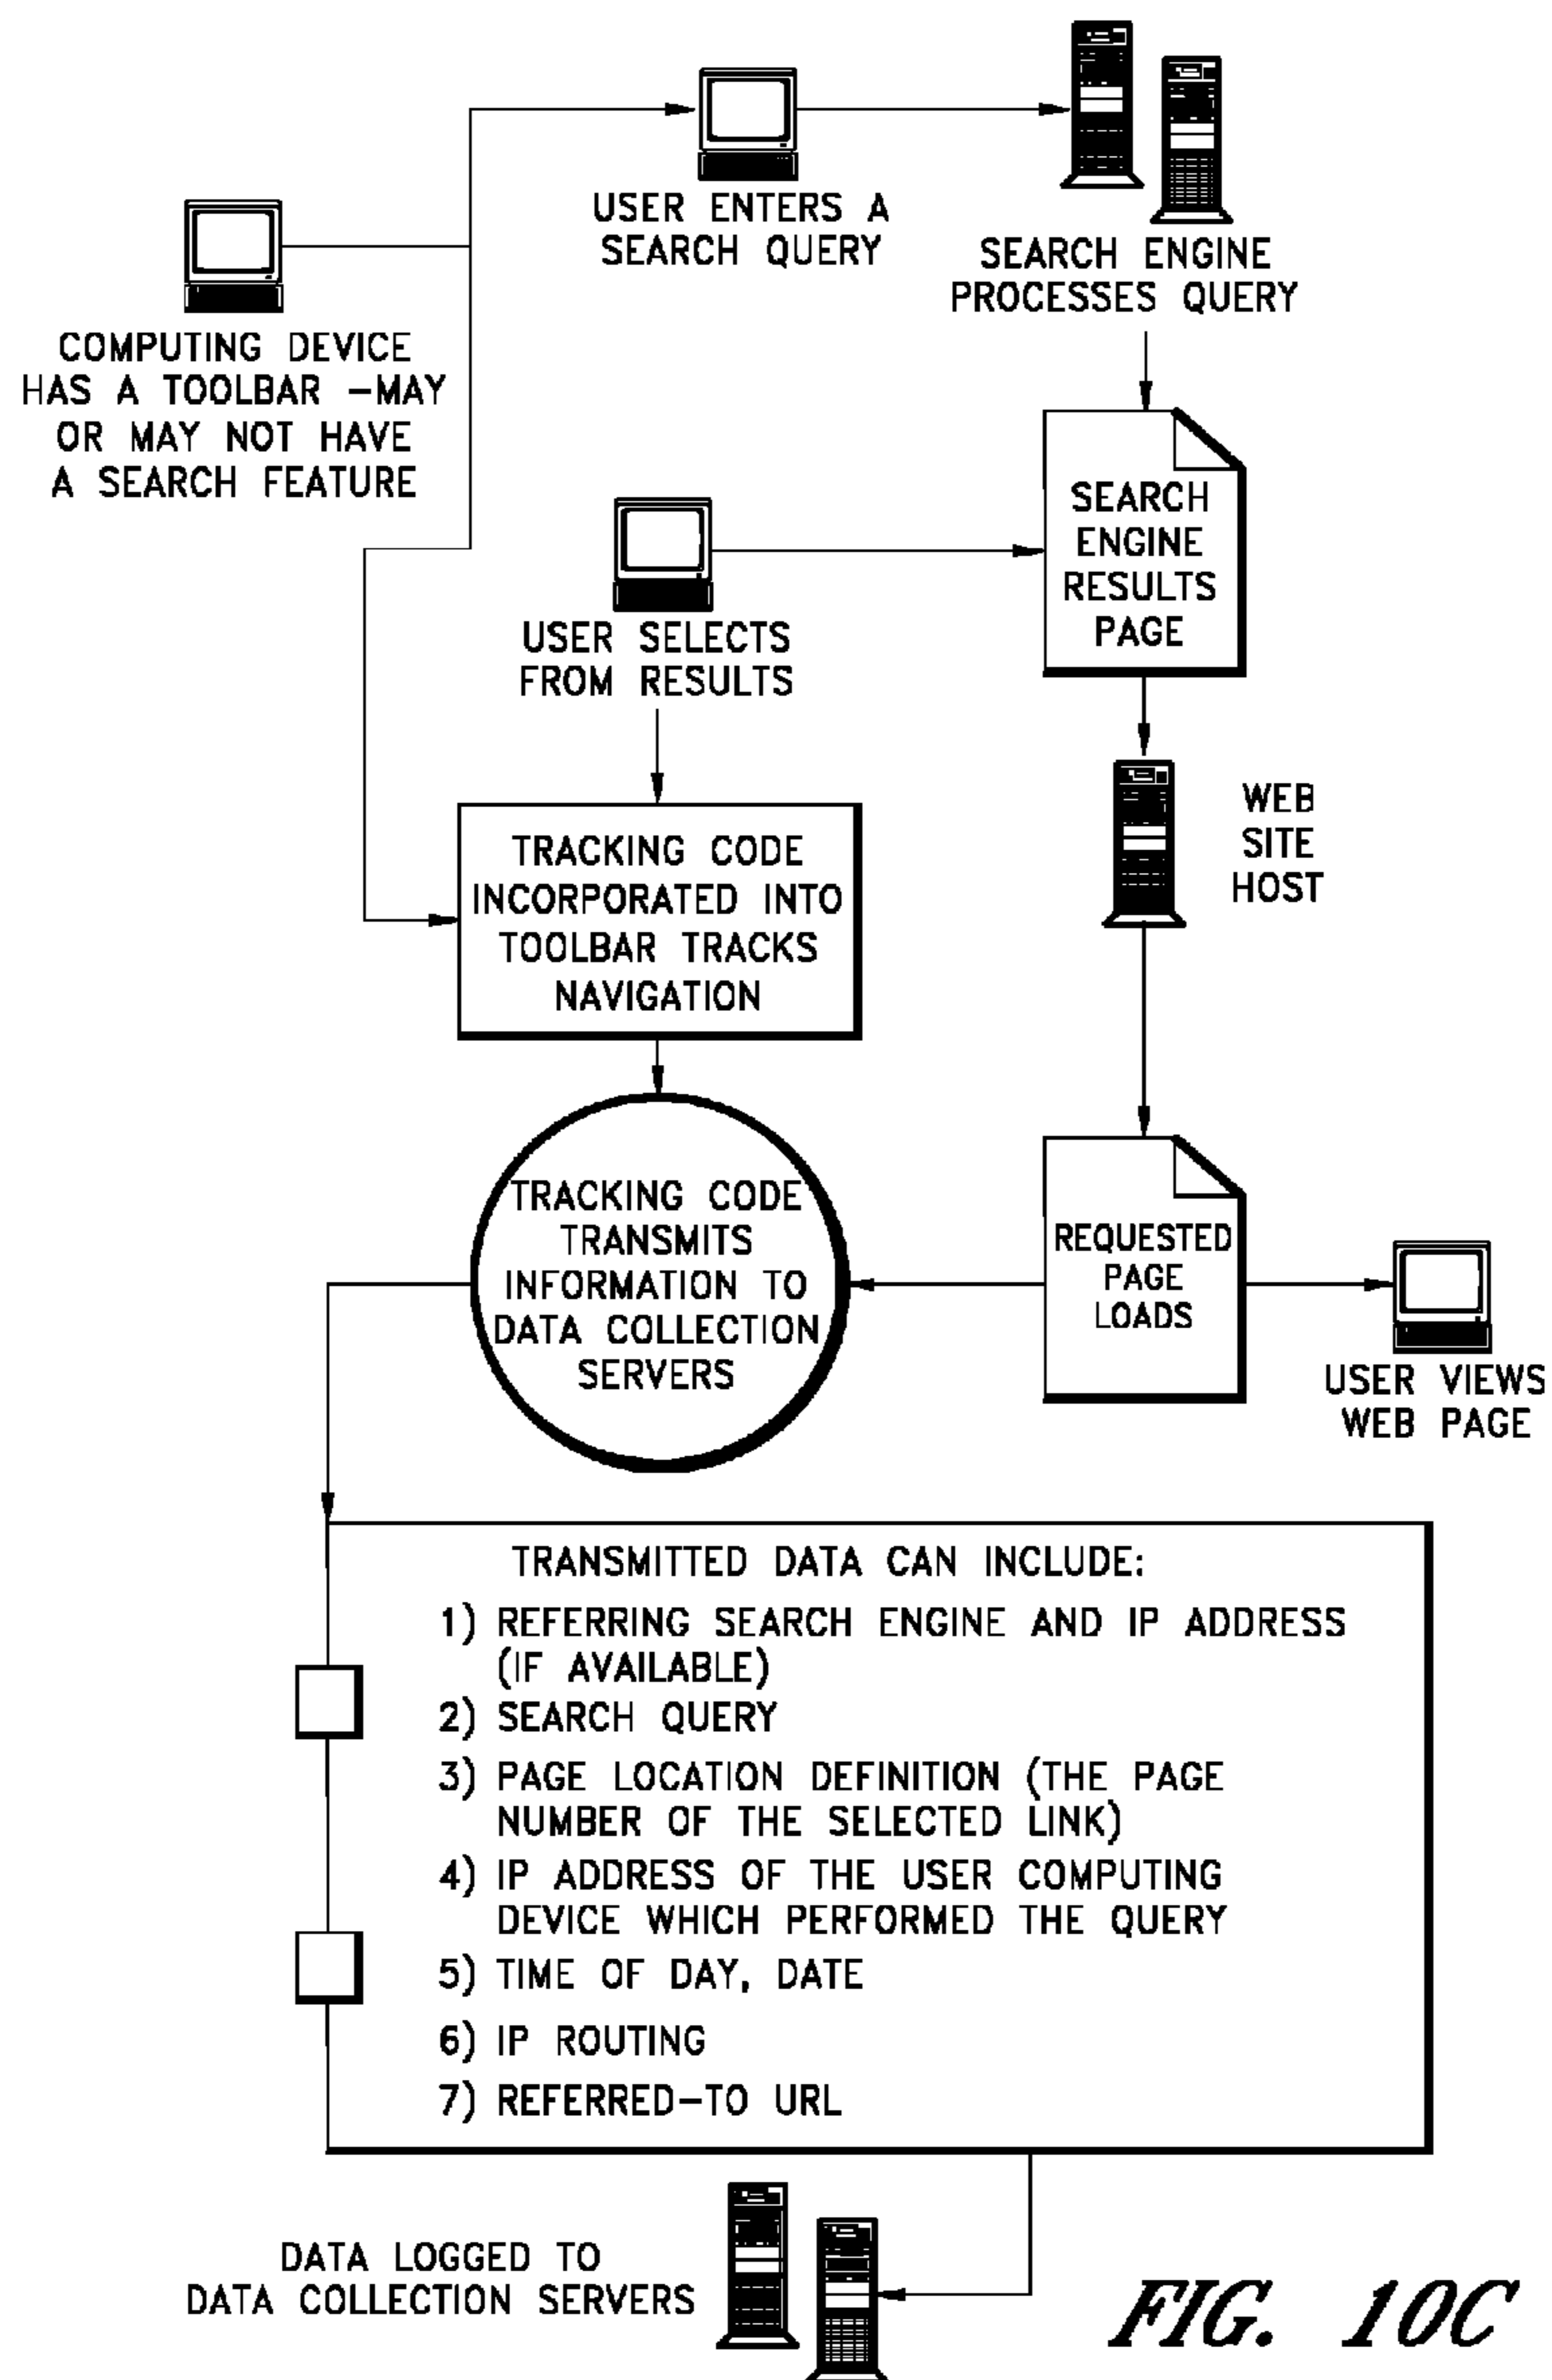 USER ENTERS A
SEARCH QUERY
SEARCH ENGINE
PROCESSES QUERY
COMPUTING DEVICE
HAS A TOOLBAR -MAY
OR MAY NOT HAVE
A SEARCH FEATURE
SEARCH
ENGINE
RESULTS
PAGE
USER SELECTS
FROM RESULTS
WEB
SITE
HOST
TRACKING CODE
INCORPORATED INTO
TOOLBAR TRACKS
NAVIGATION
TRACKING CODE
TRANSMITS
INFORMATION TO
DATA COLLECTION
SERVERS
REQUESTED
PAGE
LOADS
USER VIEWS
WEB PAGE
TRANSMITTED DATA CAN INCLUDE:
1) REFERRING SEARCH ENGINE AND IP ADDRESS
(IF AVAILABLE)
2) SEARCH QUERY
3) PAGE LOCATION DEFINITION (THE PAGE
NUMBER OF THE SELECTED LINK)
4) IP ADDRESS OF THE USER COMPUTING
DEVICE WHICH PERFORMED THE QUERY
5) TIME OF DAY, DATE
6) IP ROUTING
7) REFERRED-TO URL
DATA LOGGED TO
DATA COLLECTION SERVERS
FIG. 10C